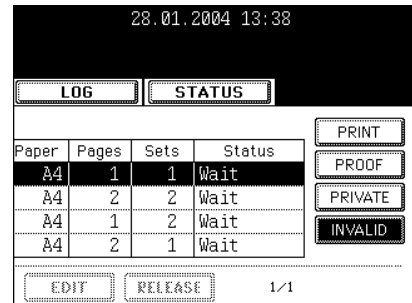 28.01.2004 13:38
LOG STATUS
PRINT
Paper Pages Sets Status
PROOF
A4 1 1 Wait
A4 2 2 Wait
PRIVATE
A4 1 2 Wait
INVALID
A4 2 1 Wait
EDIT RELEASE 1/1